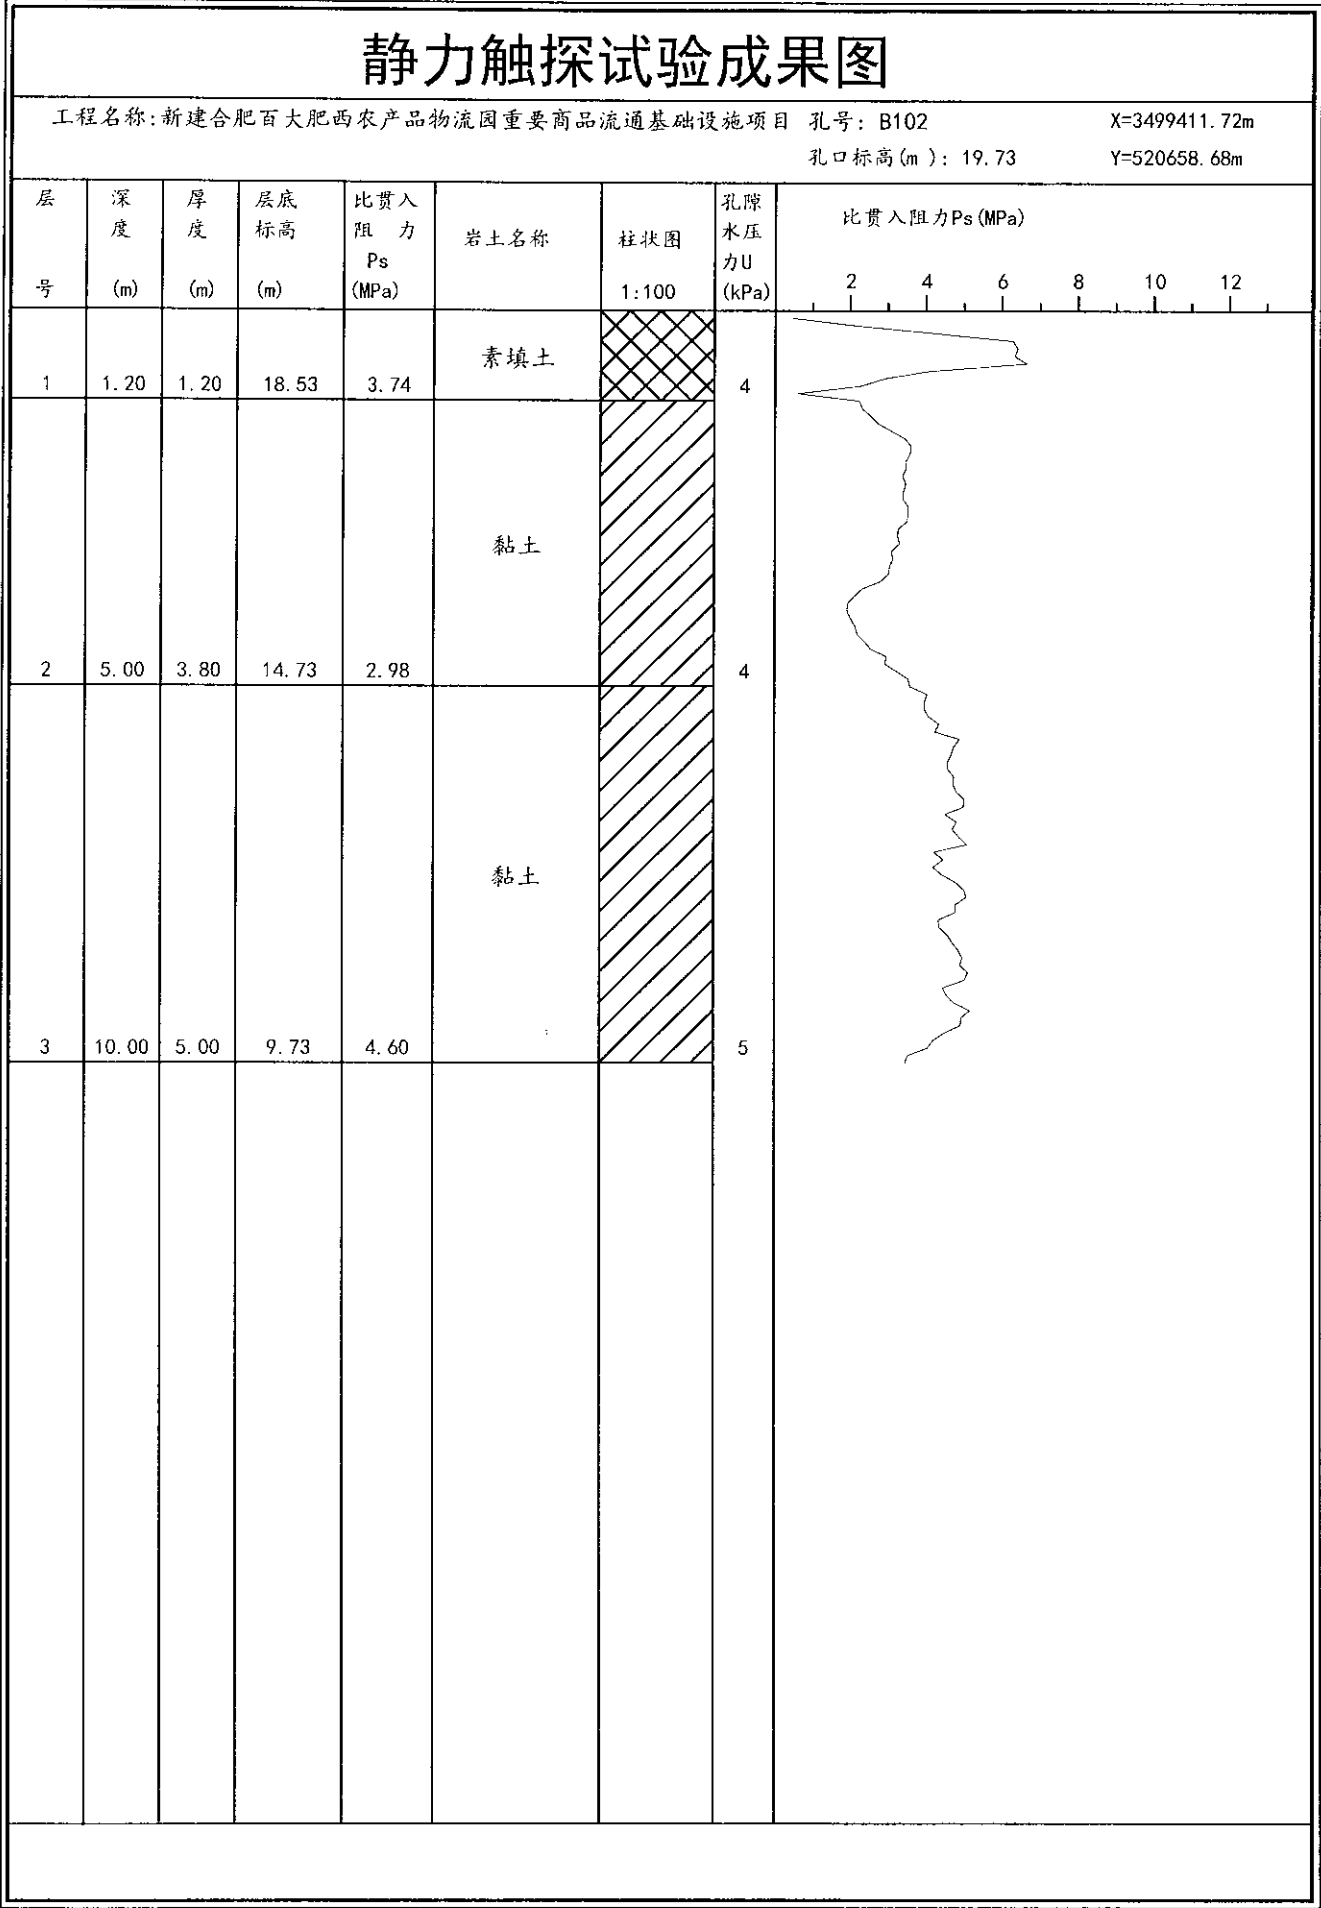 静力触探试验成果图
工程名称:新建合肥百大肥西农产品物流园重要商品流通基础设施项目 孔号: B102 X=3499411.72m
孔口标高(m): 19.73 Y=520658.68m
层号 深度(m) 厚度(m) 层底标高(m) 比贯入阻力Ps(MPa) 岩土名称 柱状图1:100 孔隙水压力U(kPa) 比贯入阻力Ps(MPa)
2 4 6 8 10 12
素填土
1 1.20 1.20 18.53 3.74 4
黏土
2 5.00 3.80 14.73 2.98 4
黏土
3 10.00 5.00 9.73 4.60 5